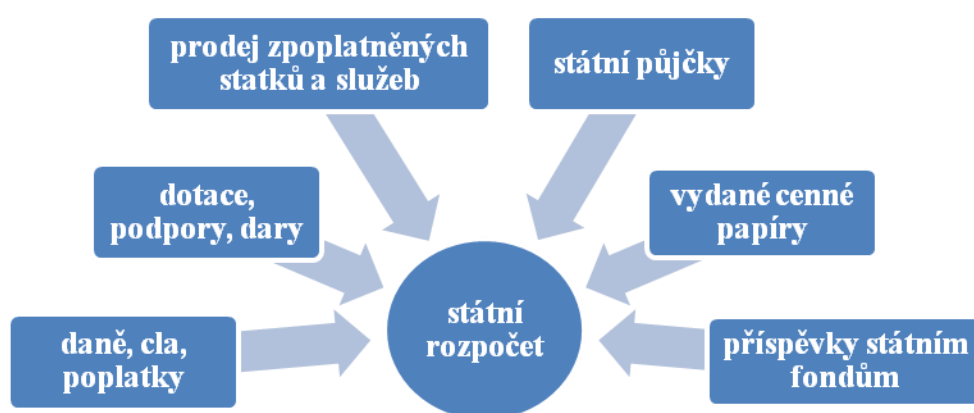 prodej zpoplatněných
statků a služeb
státní půjčky
dotace,
podpory, dary
vydané cenné
papíry
státní
rozpočet
daně, cla,
poplatky
příspěvky státním
fondům